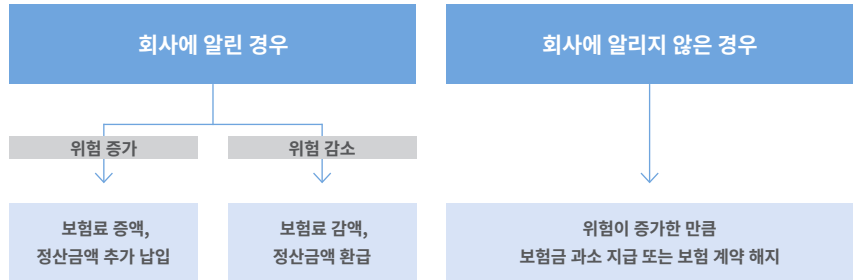 회사에 알린 경우
회사에 알리지 않은 경우
위험 증가
위험 감소
보험료 증액,
정산금액 추가 납입
보험료 감액,
정산금액 환급
위험이 증가한 만큼
보험금 과소 지급 또는 보험 계약 해지